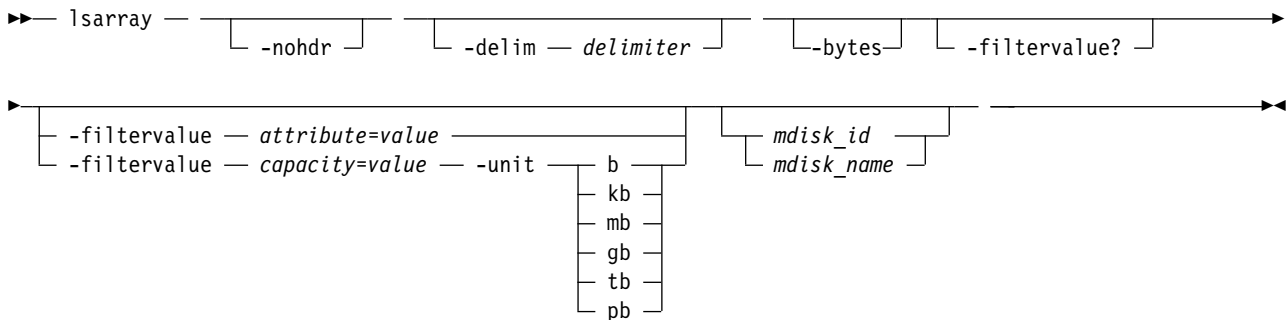 lsarray
-nohdr -delim delimiter -bytes -filtervalue?
-filtervalue attribute=value mdisk_id
-filtervalue capacity=value -unit b mdisk_name
kb
mb
gb
tb
pb